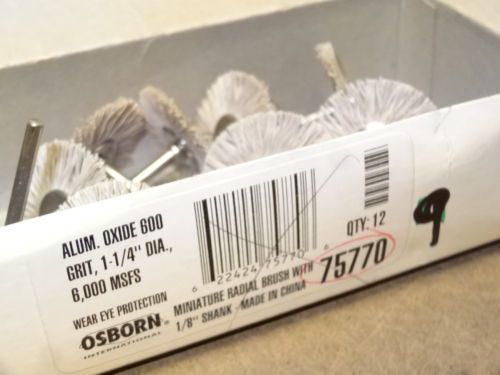 ALUM. OXIDE 600
GRIT, 1-1/4" DIA.,
6,000 MSFS
WEAR EYE PROTECTION
OSBORN®
INTERNATIONAL
6 22424 75770 6
MINIATURE RADIAL BRUSH WITH
1/8" SHANK - MADE IN CHINA
QTY: 12
75770
9